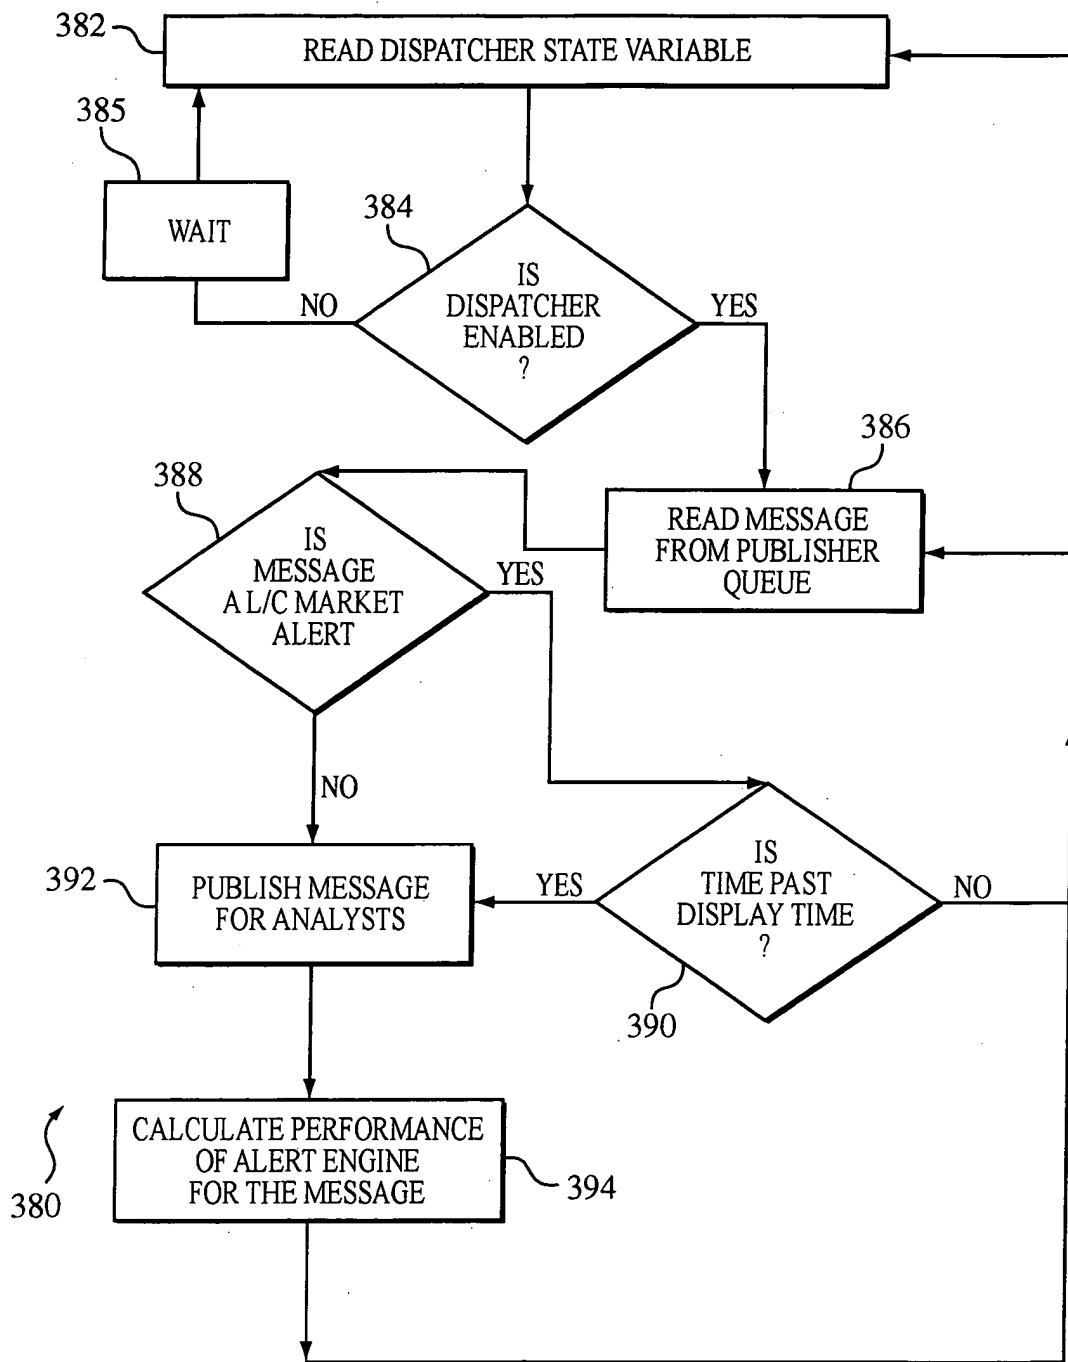 382
READ DISPATCHER STATE VARIABLE
385
WAIT
384
IS
DISPATCHER
ENABLED
?
NO
YES
386
READ MESSAGE
FROM PUBLISHER
QUEUE
388
IS
MESSAGE
A L/C MARKET
ALERT
YES
NO
392
PUBLISH MESSAGE
FOR ANALYSTS
YES
IS
TIME PAST
DISPLAY TIME
?
NO
390
CALCULATE PERFORMANCE
OF ALERT ENGINE
FOR THE MESSAGE
394
380